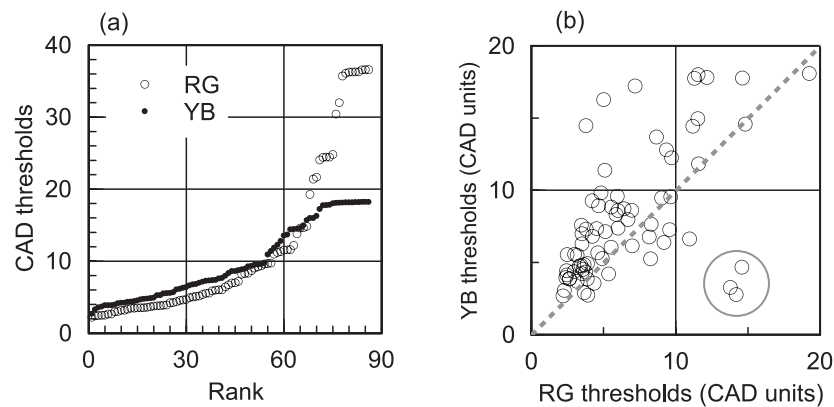 (a)
CAD thresholds
40
30
20
10
0
RG
YB
0
30
60
90
Rank
(b)
YB thresholds (CAD units)
20
10
0
0
10
20
RG thresholds (CAD units)